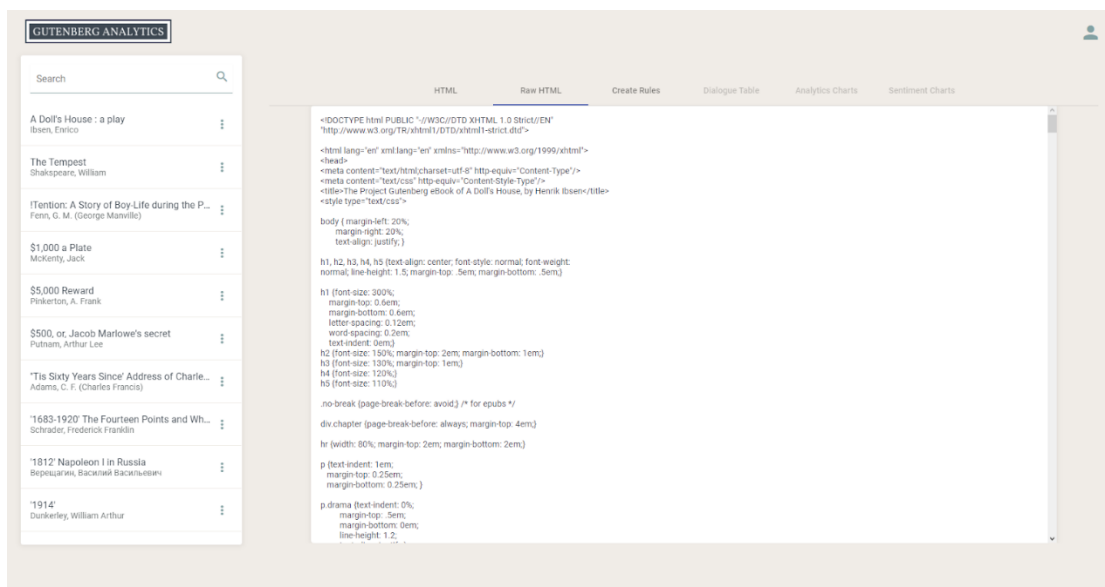 GUTENBERG ANALYTICS
Search
A Doll's House : a play
Ibsen, Enrico
The Tempest
Shakspeare, William
!Tention: A Story of Boy-Life during the P...
Fenn, G. M. (George Manville)
$1,000 a Plate
McKenty, Jack
$5,000 Reward
Pinkerton, A. Frank
$500, or, Jacob Marlowe's secret
Putnam, Arthur Lee
"Tis Sixty Years Since' Address of Charle...
Adams, C. F. (Charles Francis)
'1683-1920' The Fourteen Points and Wh...
Schrader, Frederick Franklin
'1812' Napoleon I in Russia
Верещагин, Василий Васильевич
'1914'
Dunkerley, William Arthur
HTML Raw HTML Create Rules Dialogue Table Analytics Charts Sentiment Charts
<!DOCTYPE html PUBLIC "-//W3C//DTD XHTML 1.0 Strict//EN"
"http://www.w3.org/TR/xhtml1/DTD/xhtml1-strict.dtd">
<html lang="en" xml:lang="en" xmlns="http://www.w3.org/1999/xhtml">
<head>
<meta content="text/html;charset=utf-8" http-equiv="Content-Type"/>
<meta content="text/css" http-equiv="Content-Style-Type"/>
<title>The Project Gutenberg eBook of A Doll's House, by Henrik Ibsen</title>
<style type="text/css">
body { margin-left: 20%;
margin-right: 20%;
text-align: justify; }
h1, h2, h3, h4, h5 {text-align: center; font-style: normal; font-weight:
normal; line-height: 1.5; margin-top: .5em; margin-bottom: .5em;}
h1 {font-size: 300%;
margin-top: 0.6em;
margin-bottom: 0.6em;
letter-spacing: 0.12em;
word-spacing: 0.2em;
text-indent: 0em;}
h2 {font-size: 150%; margin-top: 2em; margin-bottom: 1em;}
h3 {font-size: 130%; margin-top: 1em;}
h4 {font-size: 120%;}
h5 {font-size: 110%;}
.no-break {page-break-before: avoid;} /* for epubs */
div.chapter {page-break-before: always; margin-top: 4em;}
hr {width: 80%; margin-top: 2em; margin-bottom: 2em;}
p {text-indent: 1em;
margin-top: 0.25em;
margin-bottom: 0.25em; }
p.drama {text-indent: 0%;
margin-top: .5em;
margin-bottom: 0em;
line-height: 1.2;